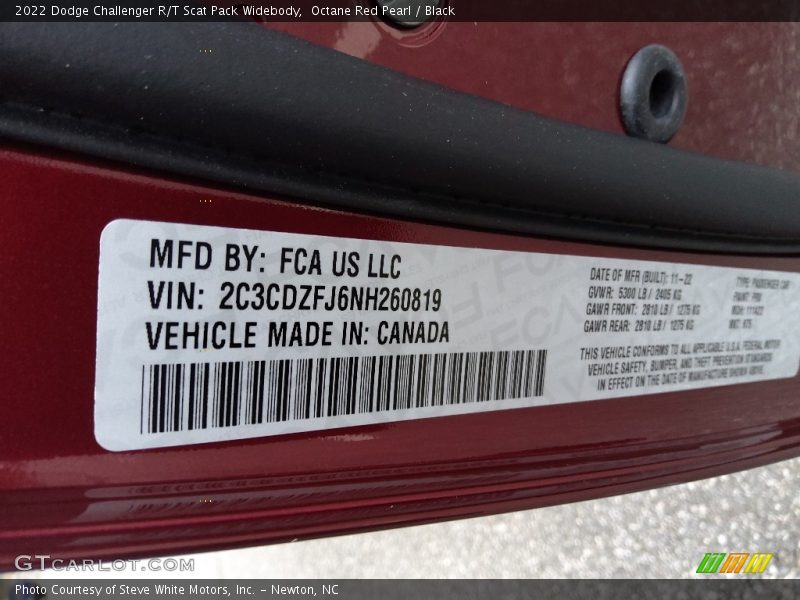 2022 Dodge Challenger R/T Scat Pack Widebody, Octane Red Pearl / Black
MFD BY: FCA US LLC
VIN: 2C3CDZFJ6NH260819
VEHICLE MADE IN: CANADA
DATE OF MFR (BUILT): 11-22
GVWR: 5300 LB / 2405 KG
GAWR FRONT: 2810 LB / 1275 KG
GAWR REAR: 2810 LB / 1275 KG
TYPE: PASSENGER CAR
PAINT: PRV
MDH: 111422
THIS VEHICLE CONFORMS TO ALL APPLICABLE U.S.A. FEDERAL MOTOR
VEHICLE SAFETY, BUMPER, AND THEFT PREVENTION STANDARDS
IN EFFECT ON THE DATE OF MANUFACTURE SHOWN ABOVE.
GTCARLOT.COM
Photo Courtesy of Steve White Motors, Inc. – Newton, NC